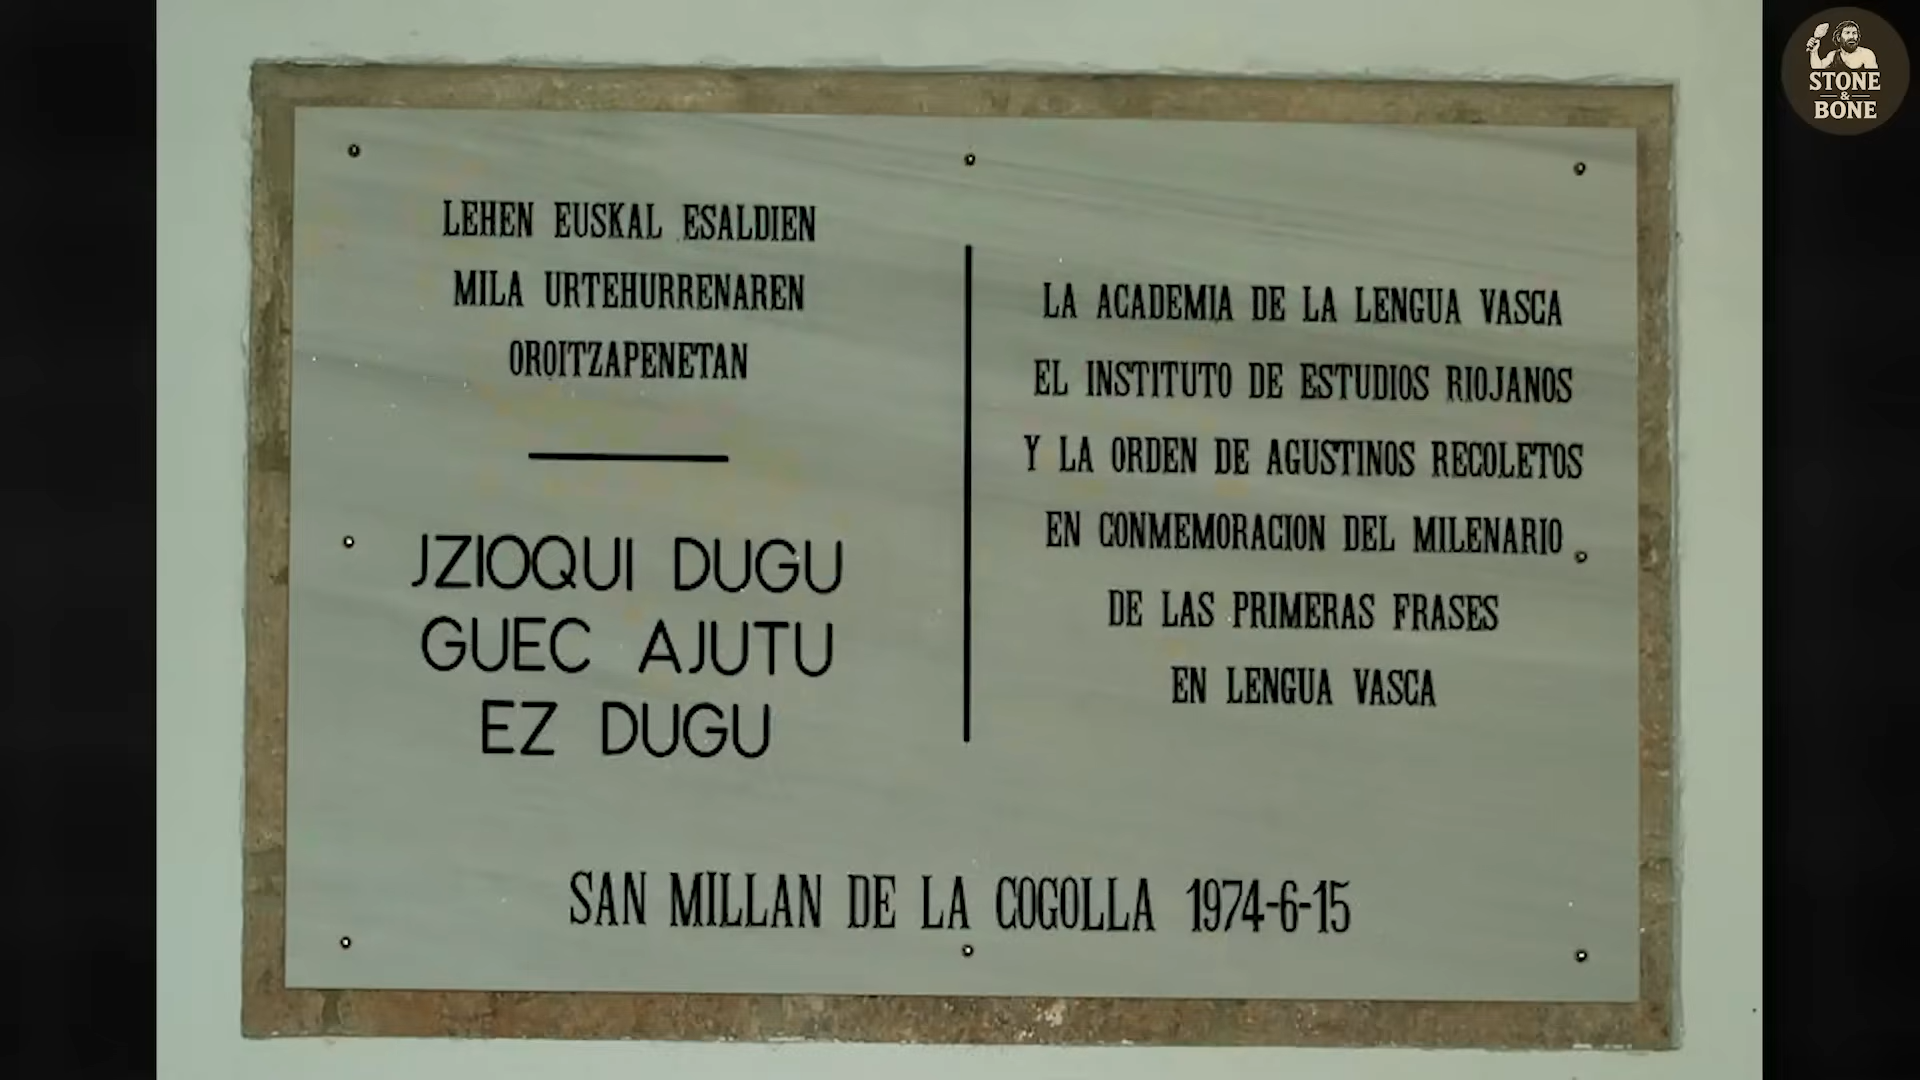 LEHEN EUSKAL ESALDIEN
MILA URTEHURRENAREN
OROITZAPENETAN
JZIOQUI DUGU
GUEC AJUTU
EZ DUGU
LA ACADEMIA DE LA LENGUA VASCA
EL INSTITUTO DE ESTUDIOS RIOJANOS
Y LA ORDEN DE AGUSTINOS RECOLETOS
EN CONMEMORACION DEL MILENARIO
DE LAS PRIMERAS FRASES
EN LENGUA VASCA
SAN MILLAN DE LA COGOLLA 1974-6-15
STONE
&
BONE